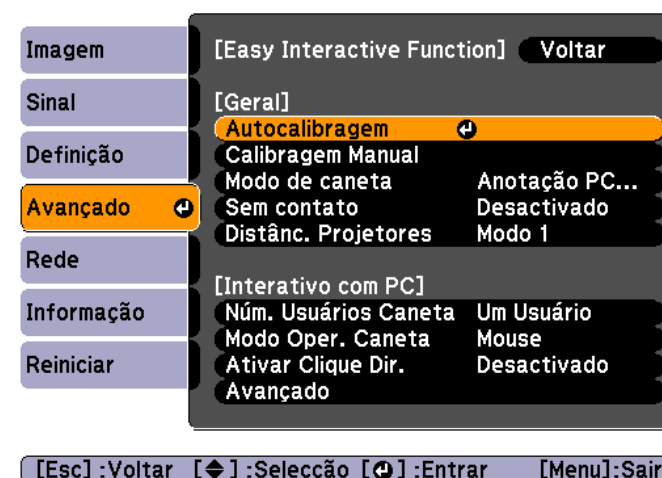 Imagem
Sinal
Definição
Avançado
Rede
Informação
Reiniciar
[Easy Interactive Function] Voltar
[Geral]
Autocalibragem
Calibragem Manual
Modo de caneta Anotação PC...
Sem contato Desactivado
Distânc. Projetores Modo 1
[Interativo com PC]
Núm. Usuários Caneta Um Usuário
Modo Oper. Caneta Mouse
Ativar Clique Dir. Desactivado
Avançado
[Esc] :Voltar [◆] :Selecção [↵] :Entrar [Menu]:Sair